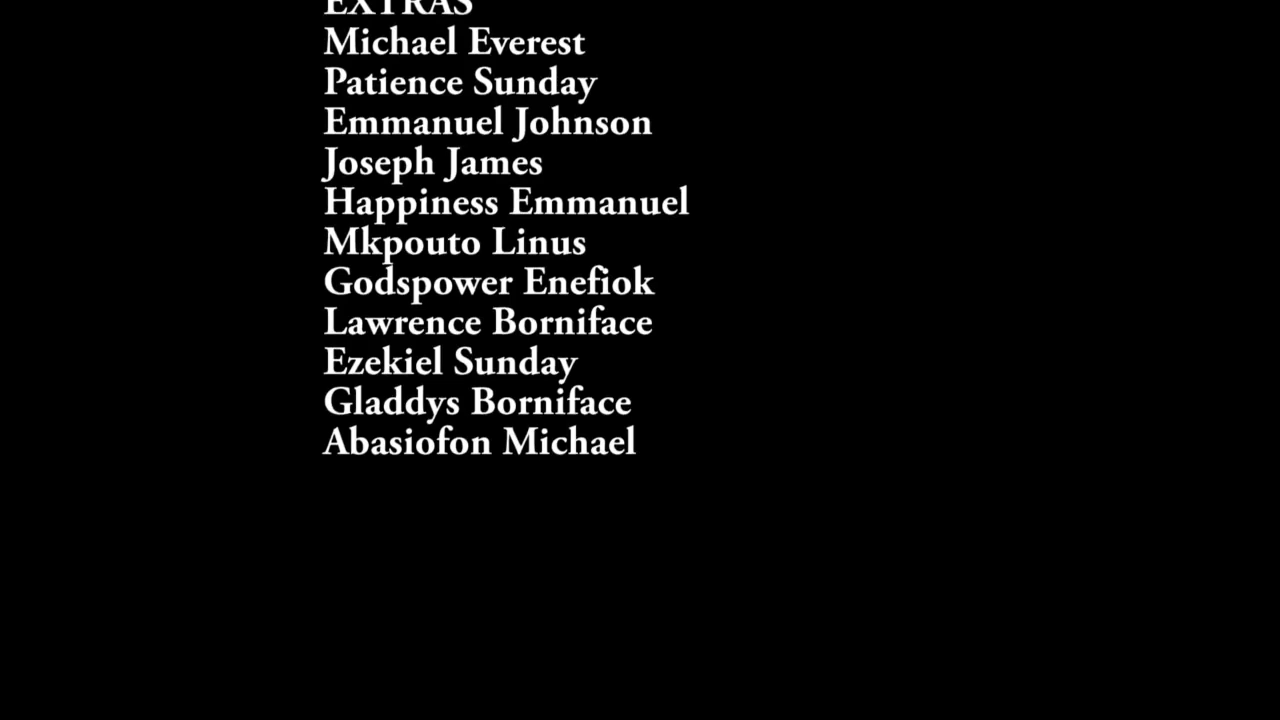 EXTRAS
Michael Everest
Patience Sunday
Emmanuel Johnson
Joseph James
Happiness Emmanuel
Mkpouto Linus
Godspower Enefiok
Lawrence Borniface
Ezekiel Sunday
Gladdys Borniface
Abasiofon Michael